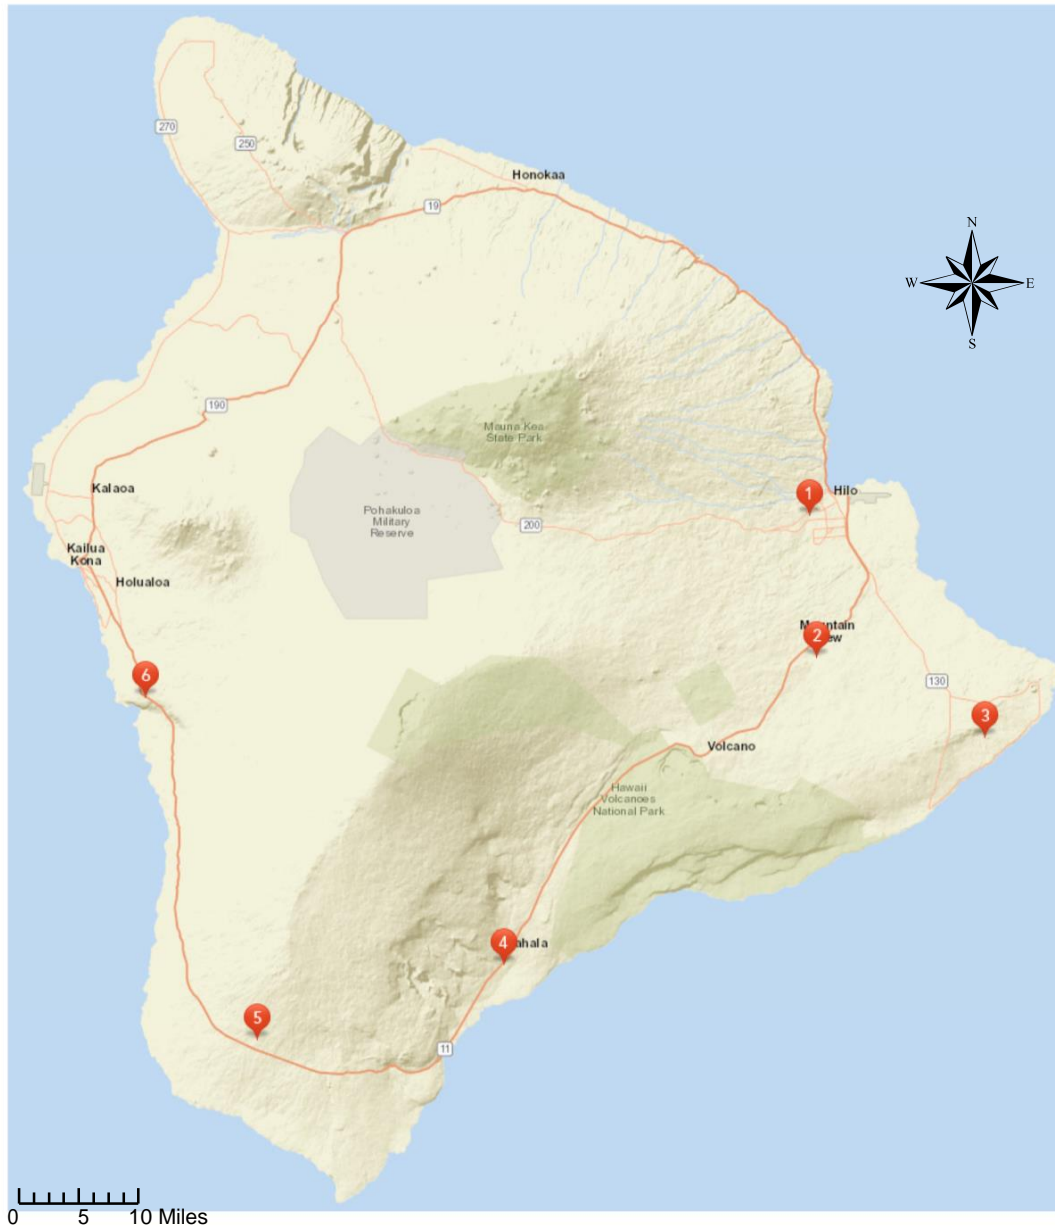 270
250
Honokaa
19
N
W
E
S
190
Mauna Kea
State Park
Kalaoa
1
Hilo
Pohakuloa
Military
Reserve
200
Kailua
Kona
Holualoa
2
6
130
3
Volcano
Hawaii
Volcanoes
National Park
4
5
11
0 5 10 Miles